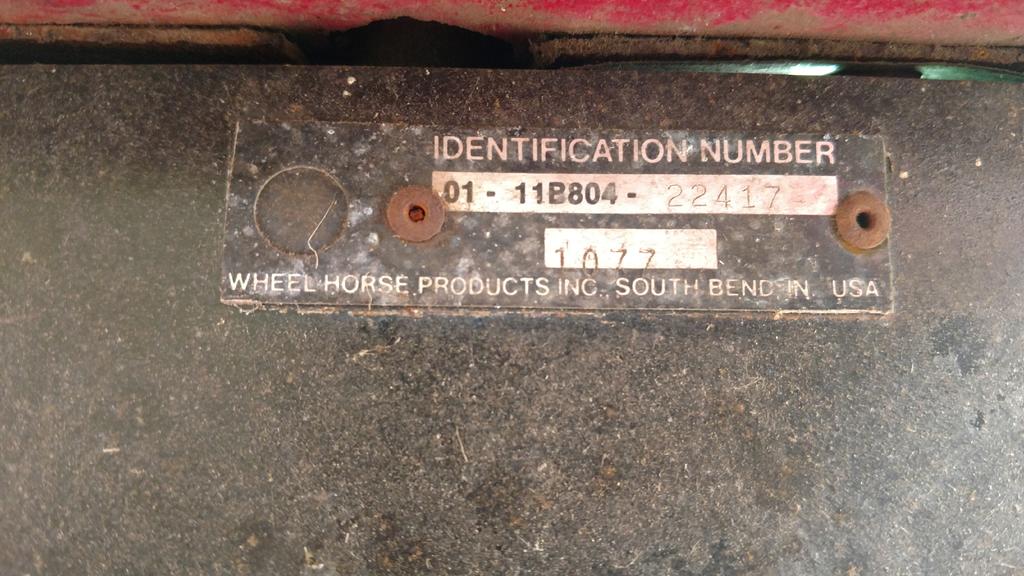 IDENTIFICATION NUMBER
01 - 11B804 - 22417
1077
WHEEL HORSE PRODUCTS INC. SOUTH BEND IN. USA